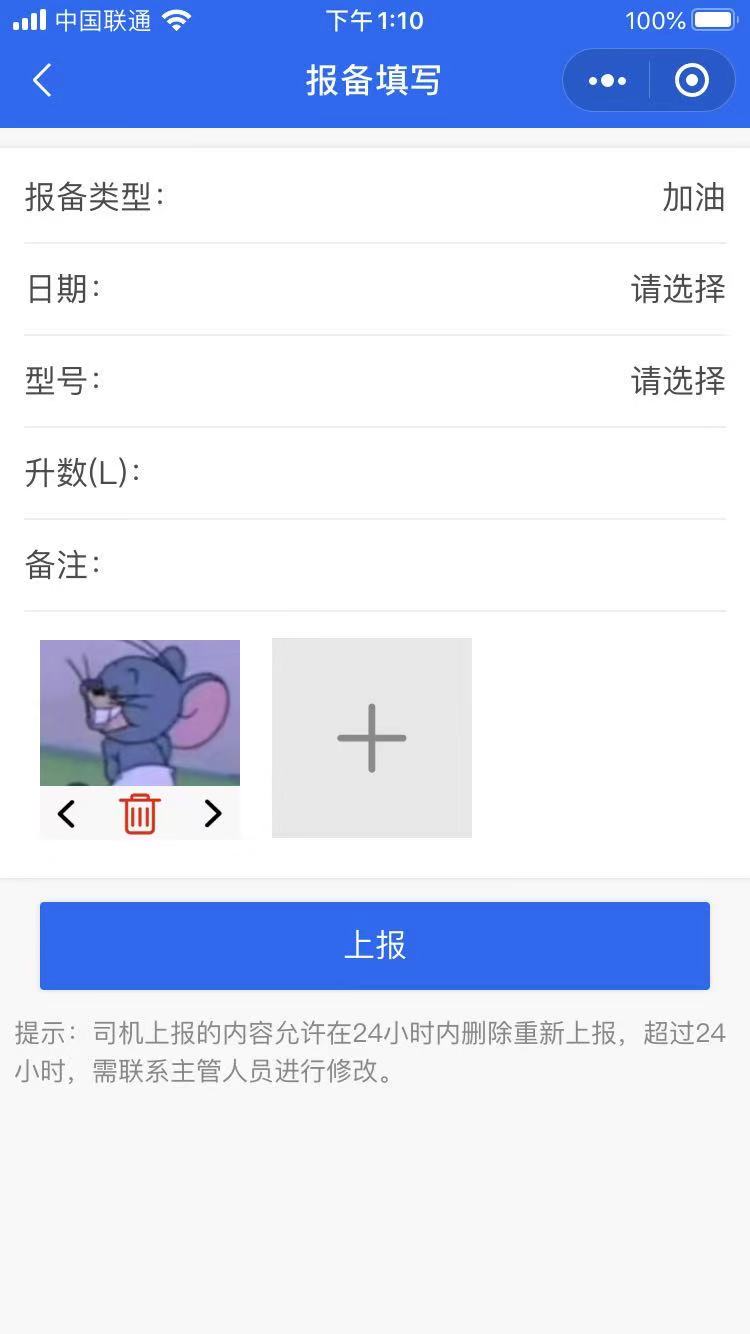 中国联通 下午1:10 100%
报备填写
报备类型： 加油
日期： 请选择
型号： 请选择
升数(L)：
备注：
上报
提示：司机上报的内容允许在24小时内删除重新上报，超过24
小时，需联系主管人员进行修改。